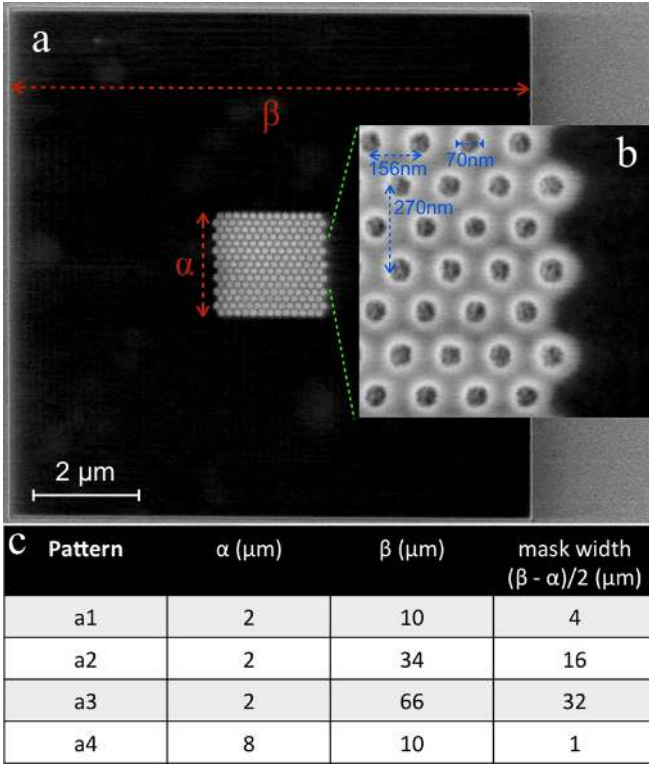 a
β
b
156nm
70nm
270nm
α
2 μm
c
Pattern α (μm) β (μm) mask width (β - α)/2 (μm)
a1 2 10 4
a2 2 34 16
a3 2 66 32
a4 8 10 1